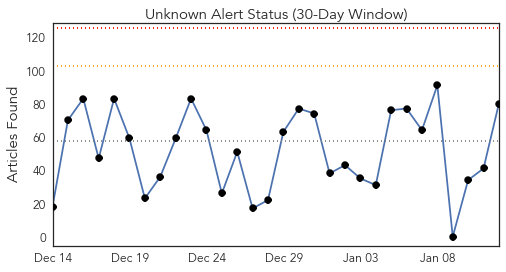 Unknown Alert Status (30-Day Window)
Articles Found
120
100
80
60
40
20
0
Dec 14 Dec 19 Dec 24 Dec 29 Jan 03 Jan 08